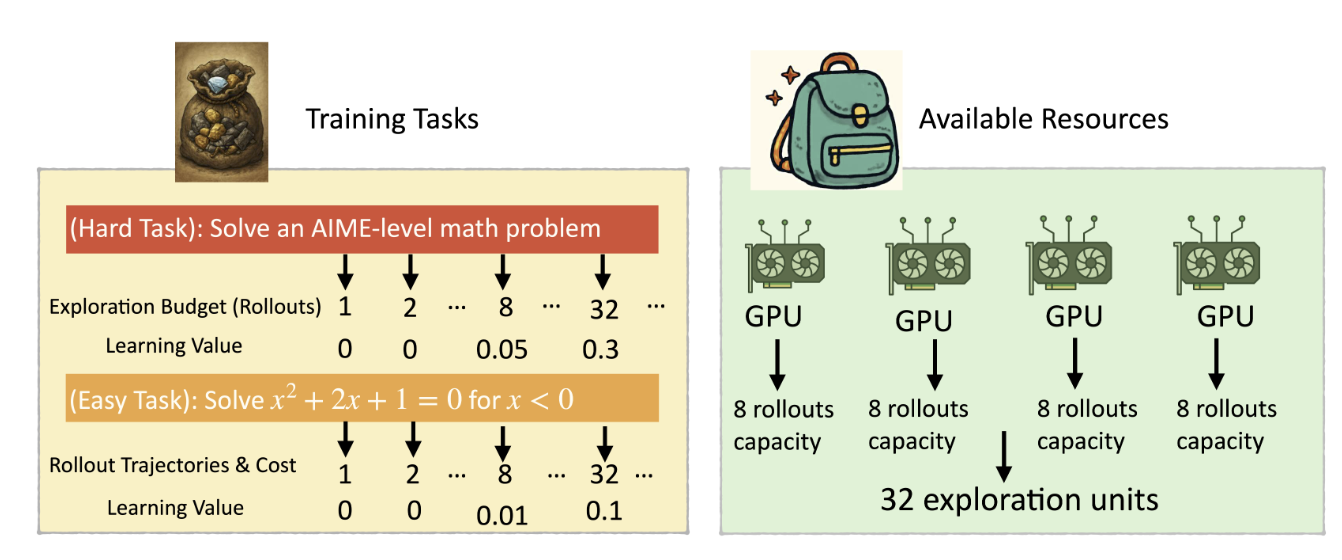 Training Tasks
(Hard Task): Solve an AIME-level math problem
Exploration Budget (Rollouts) 1 2 ... 8 ... 32 ...
Learning Value 0 0 0.05 0.3
(Easy Task): Solve x² + 2x + 1 = 0 for x < 0
Rollout Trajectories & Cost 1 2 ... 8 ... 32 ...
Learning Value 0 0 0.01 0.1
Available Resources
GPU GPU GPU GPU
8 rollouts 8 rollouts 8 rollouts 8 rollouts
capacity capacity capacity capacity
32 exploration units